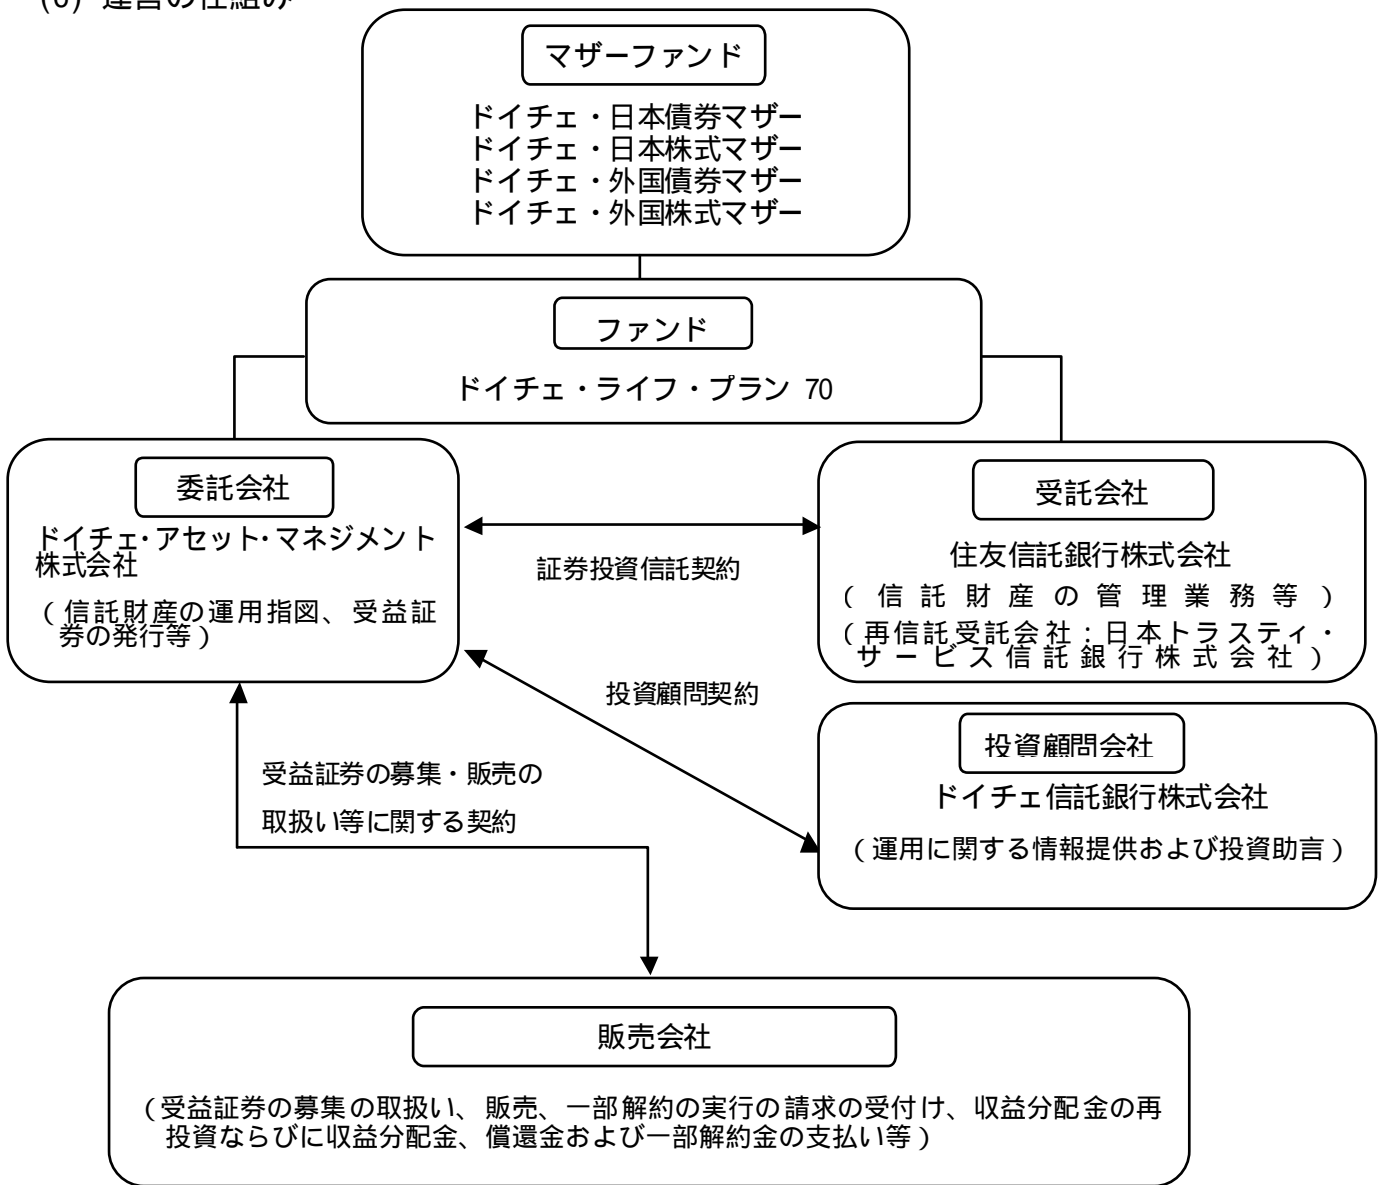 運営の仕組み
マザーファンド
ドイチェ・日本債券マザー
ドイチェ・日本株式マザー
ドイチェ・外国債券マザー
ドイチェ・外国株式マザー
ファンド
ドイチェ・ライフ・プラン 70
委託会社
ドイチェ・アセット・マネジメント
株式会社
(信託財産の運用指図、受益証
券の発行等)
証券投資信託契約
受託会社
住友信託銀行株式会社
(信託財産の管理業務等)
(再信託受託会社:日本トラスティ・
サービス信託銀行株式会社)
投資顧問契約
投資顧問会社
ドイチェ信託銀行株式会社
(運用に関する情報提供および投資助言)
受益証券の募集・販売の
取扱い等に関する契約
販売会社
(受益証券の募集の取扱い、販売、一部解約の実行の請求の受付け、収益分配金の再
投資ならびに収益分配金、償還金および一部解約金の支払い等)